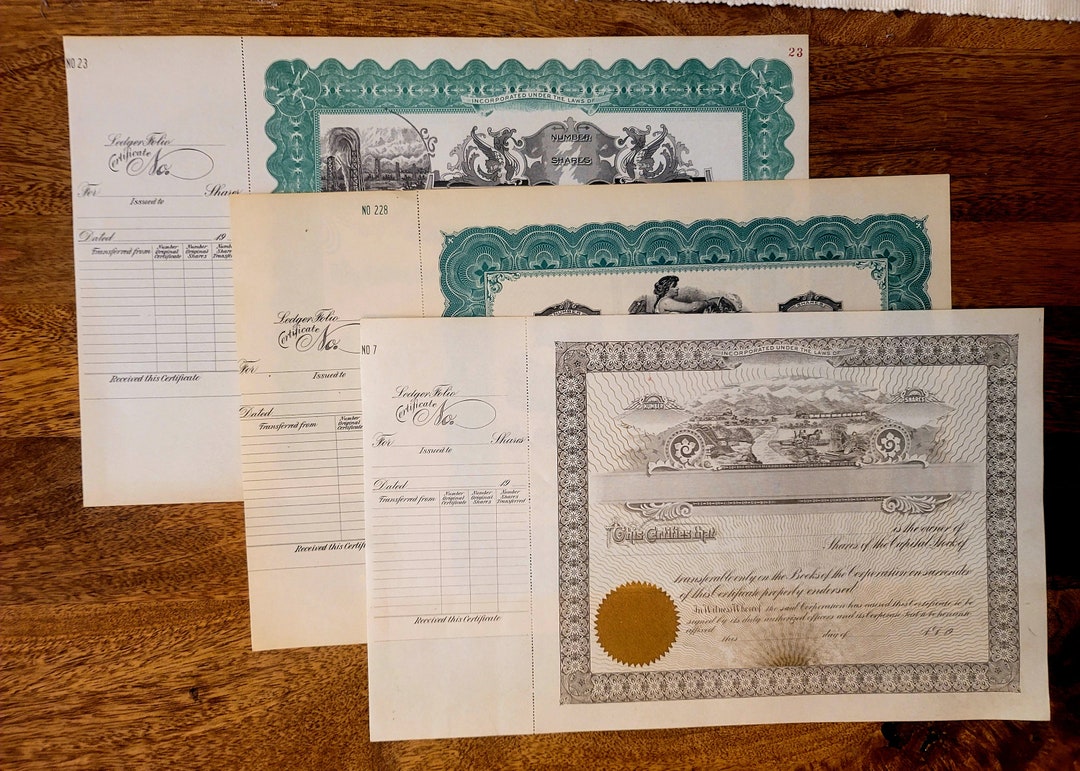 NO 23
23
Ledger Folio
Certificate No.
For Shares
Issued to
Dated 19
Transferred from Number Original Certificate Number Original Shares
Received this Certificate
INCORPORATED UNDER THE LAWS OF
NUMBER
SHARES
NO 228
Ledger Folio
Certificate No.
For
Issued to
Dated
Transferred from Number Original Certificate
NUMBER
SHARES
NO 7
Ledger Folio
Certificate No.
For Shares
Issued to
Dated 19
Transferred from Number Original Certificate Number Original Shares Number Shares Transferred
Received this Certificate
INCORPORATED UNDER THE LAWS OF
NUMBER
SHARES
This Certifies that is the owner of
Shares of the Capital Stock of
transferable only on the Books of the Corporation on surrender
of this Certificate properly endorsed.
In Witness Whereof the said Corporation has caused this Certificate to be
signed by its duly authorized officers and its Corporate Seal to be hereunto
affixed
this day of A.D. 19